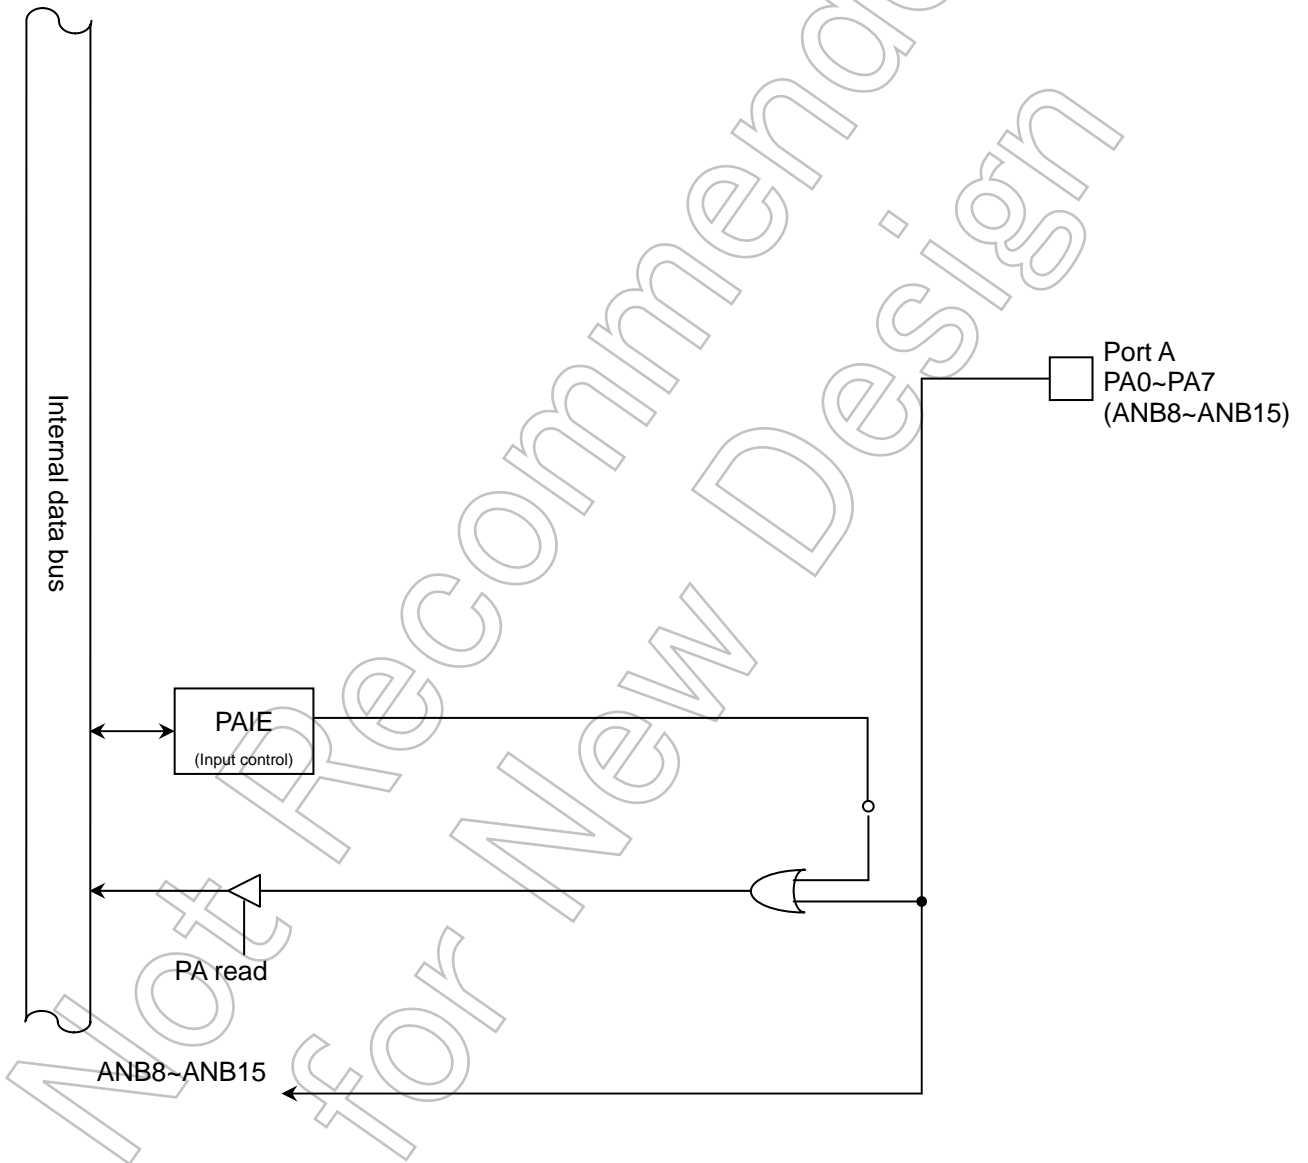 Not Recommended
for New Design
Internal data bus
Port A
PA0~PA7
(ANB8~ANB15)
PAIE
(Input control)
PA read
ANB8~ANB15